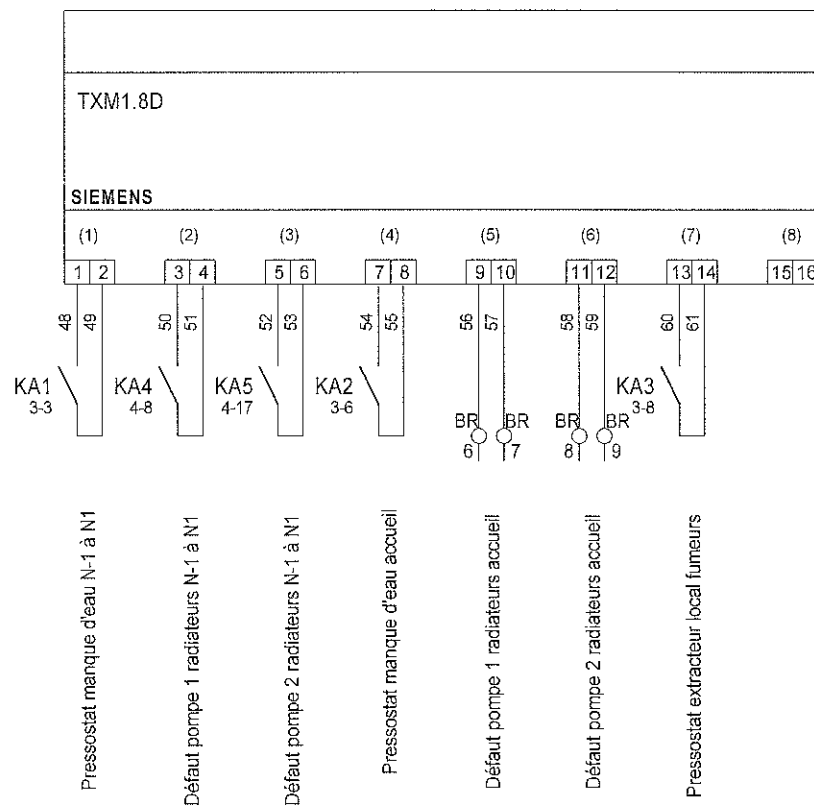 TXM1.8D
SIEMENS
(1) (2) (3) (4) (5) (6) (7) (8)
1 2 3 4 5 6 7 8 9 10 11 12 13 14 15 16
48 49 50 51 52 53 54 55 56 57 58 59 60 61
KA1 KA4 KA5 KA2 KA3
3-3 4-8 4-17 3-6 3-8
BR BR BR BR
6 7 8 9
Pressostat manque d'eau N-1 à N1
Défaut pompe 1 radiateurs N-1 à N1
Défaut pompe 2 radiateurs N-1 à N1
Pressostat manque d'eau accueil
Défaut pompe 1 radiateurs accueil
Défaut pompe 2 radiateurs accueil
Pressostat extracteur local fumeurs